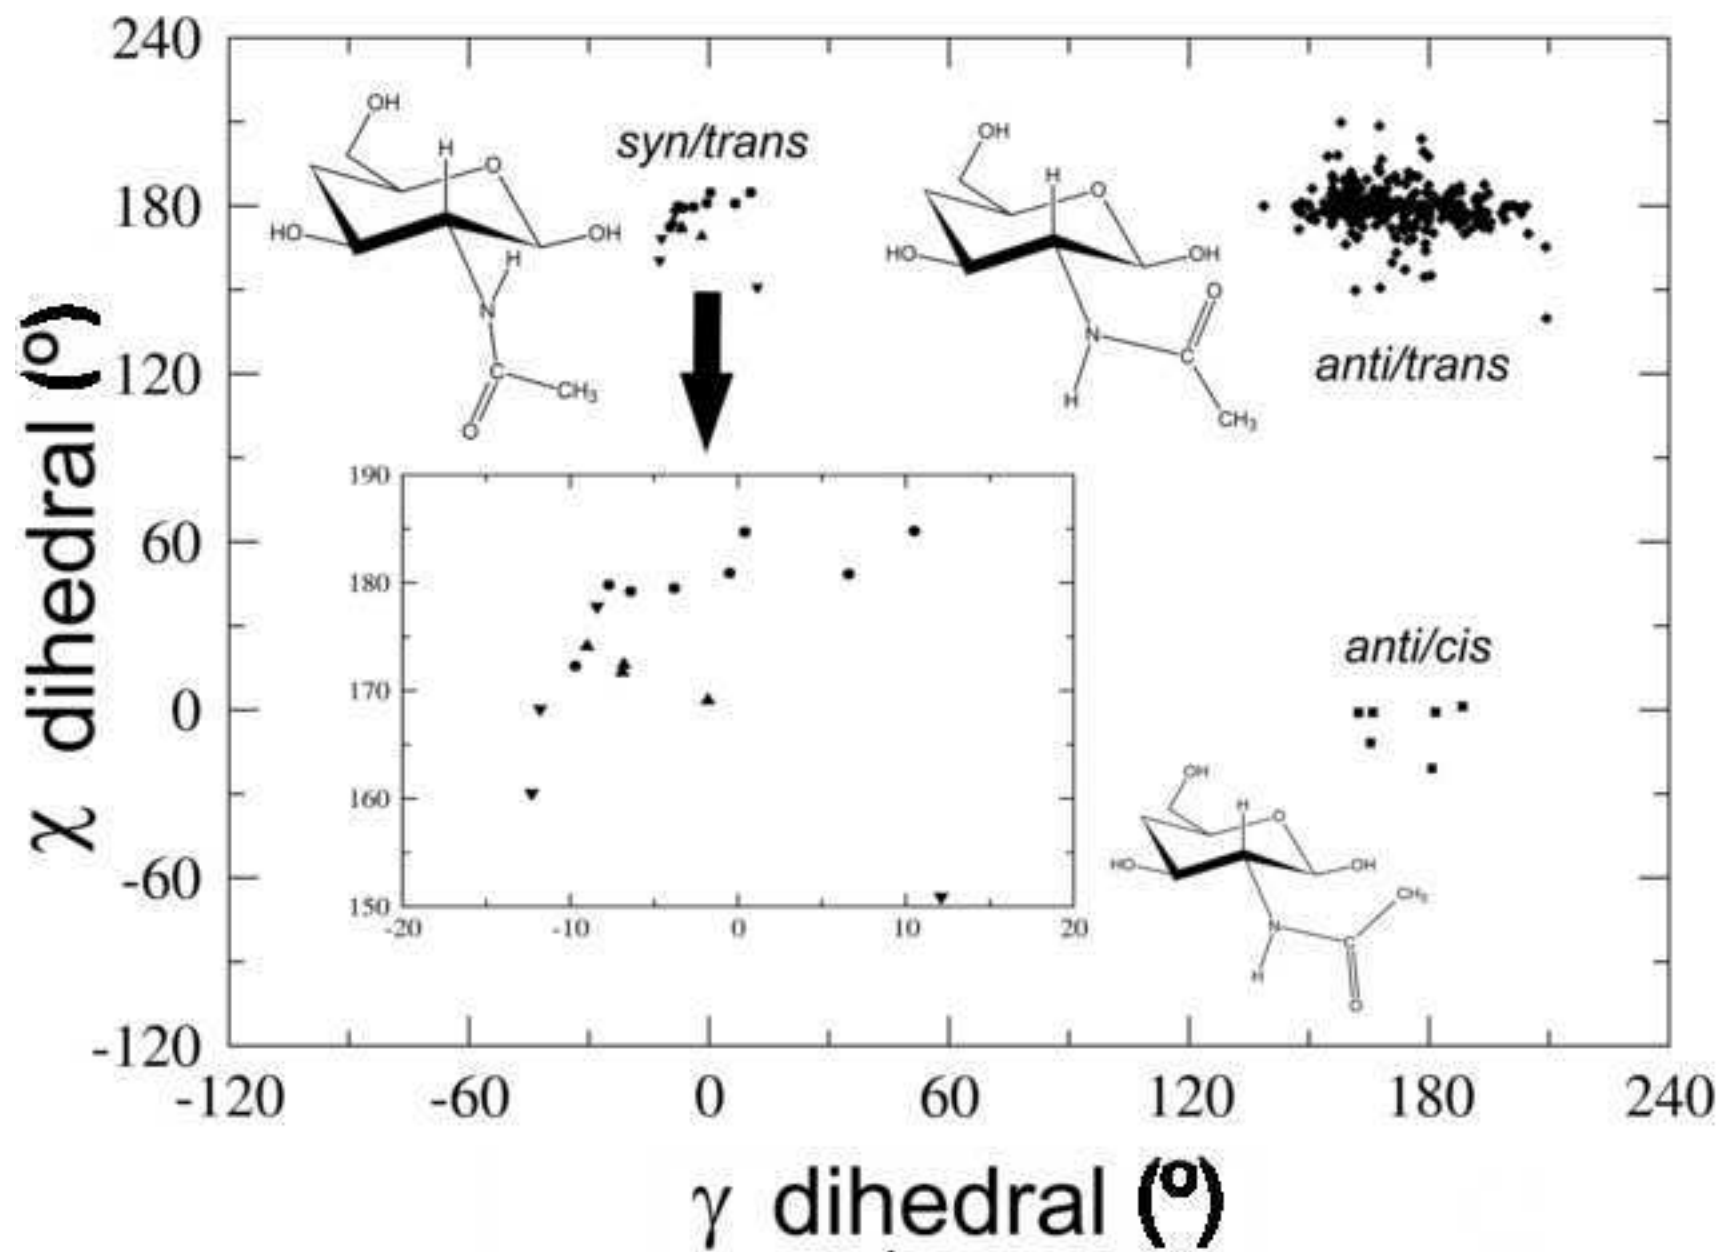 240
180
120
60
0
-60
-120
χ dihedral (º)
OH
H
O
HO
OH
H
N
C
CH3
O
syn/trans
OH
H
O
HO
OH
O
N
C
H
CH3
anti/trans
190
180
170
160
150
-20 -10 0 10 20
anti/cis
OH
H
O
HO
OH
CH3
N
C
H
O
-120 -60 0 60 120 180 240
γ dihedral (º)